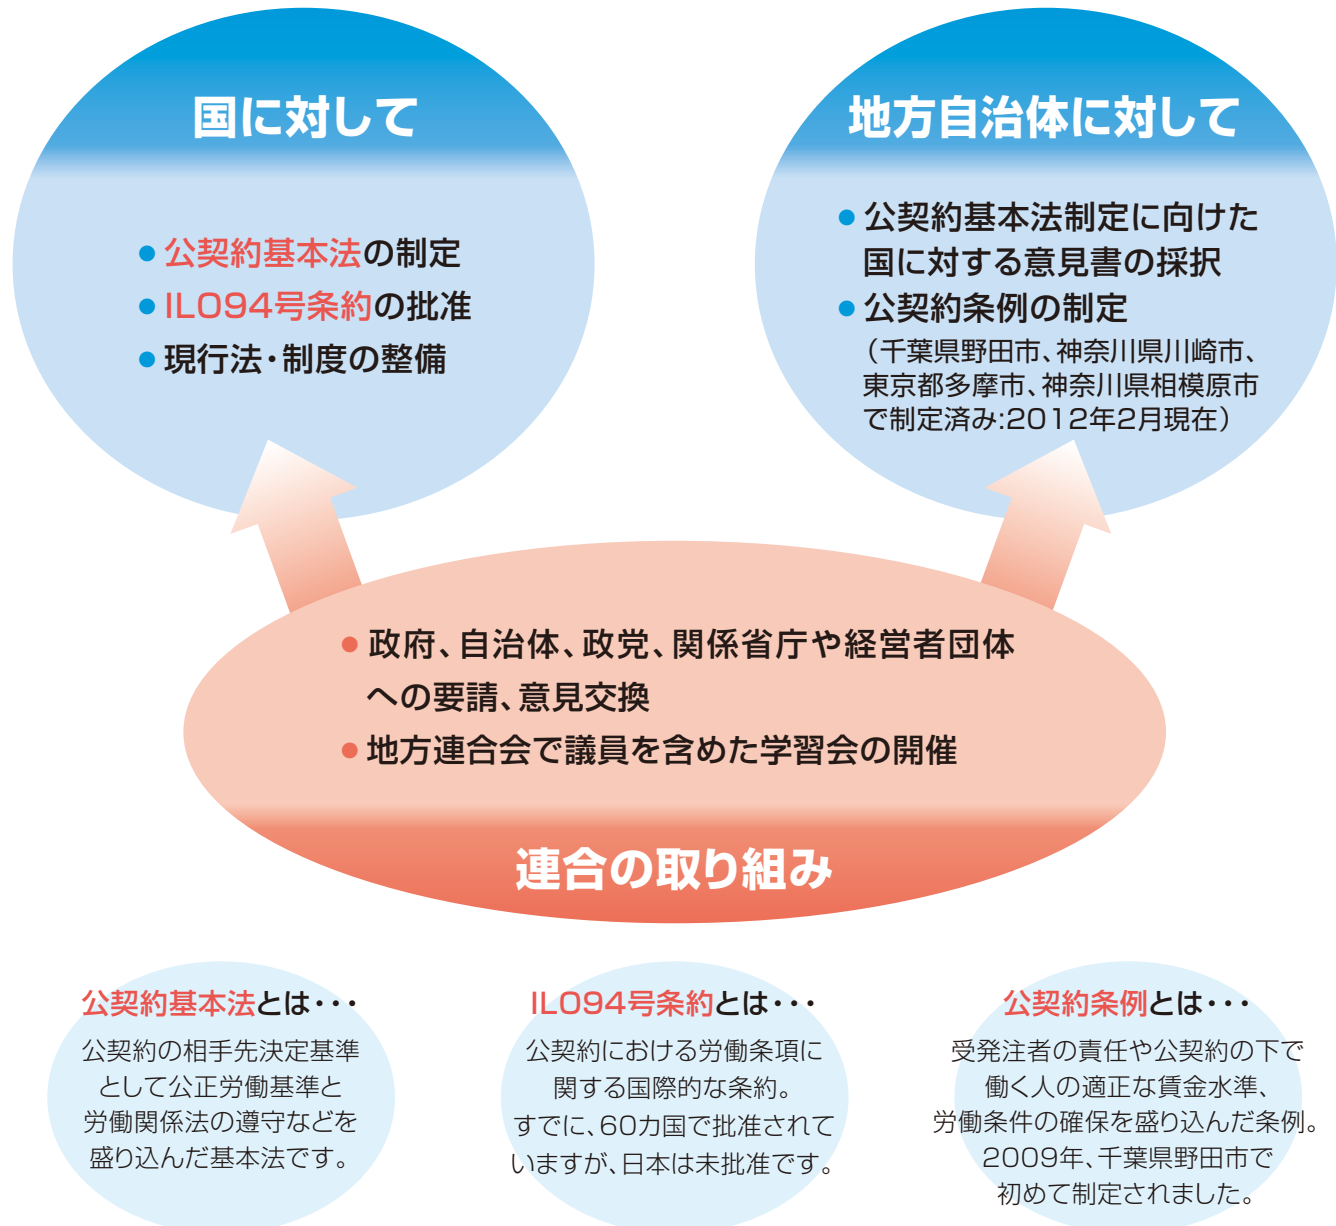 国に対して
● 公契約基本法の制定
● ILO94号条約の批准
● 現行法・制度の整備
地方自治体に対して
● 公契約基本法制定に向けた
国に対する意見書の採択
● 公契約条例の制定
（千葉県野田市、神奈川県川崎市、
東京都多摩市、神奈川県相模原市
で制定済み:2012年2月現在）
● 政府、自治体、政党、関係省庁や経営者団体
への要請、意見交換
● 地方連合会で議員を含めた学習会の開催
連合の取り組み
公契約基本法とは・・・
公契約の相手先決定基準
として公正労働基準と
労働関係法の遵守などを
盛り込んだ基本法です。
ILO94号条約とは・・・
公契約における労働条項に
関する国際的な条約。
すでに、60カ国で批准されて
いますが、日本は未批准です。
公契約条例とは・・・
受発注者の責任や公契約の下で
働く人の適正な賃金水準、
労働条件の確保を盛り込んだ条例。
2009年、千葉県野田市で
初めて制定されました。